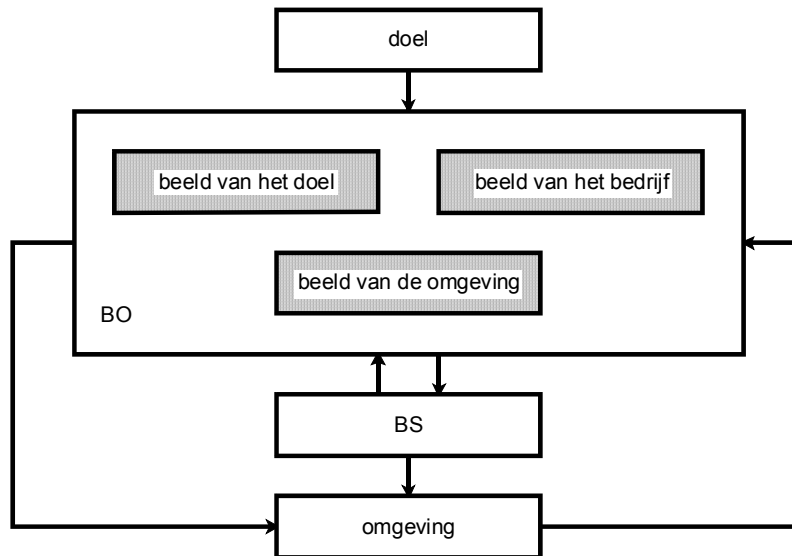 doel
beeld van het doel
beeld van het bedrijf
beeld van de omgeving
BO
BS
omgeving